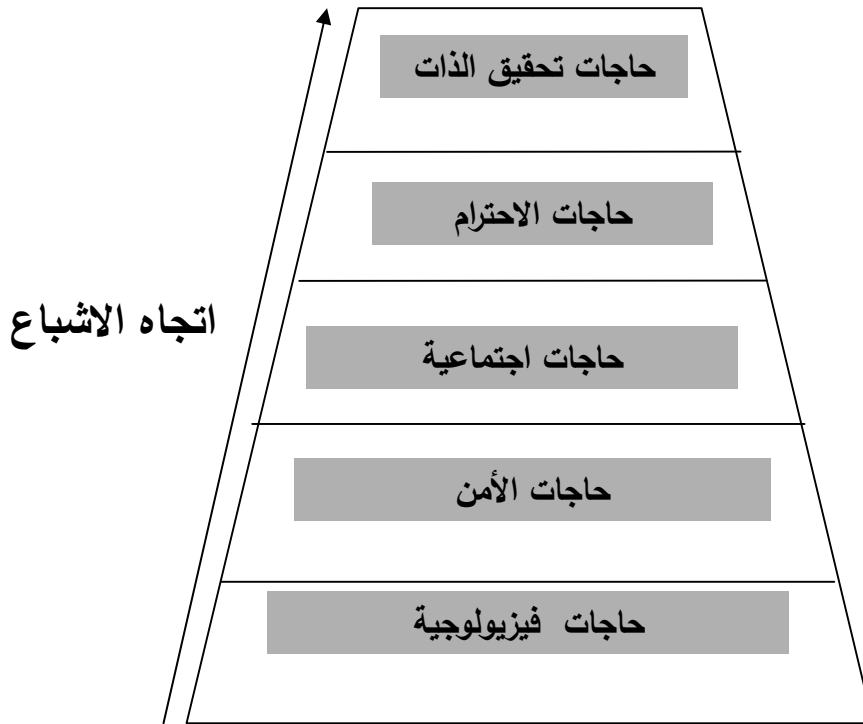 حاجات تحقيق الذات
حاجات الاحترام
اتجاه الاشباع
حاجات اجتماعية
حاجات الأمن
حاجات فيزيولوجية